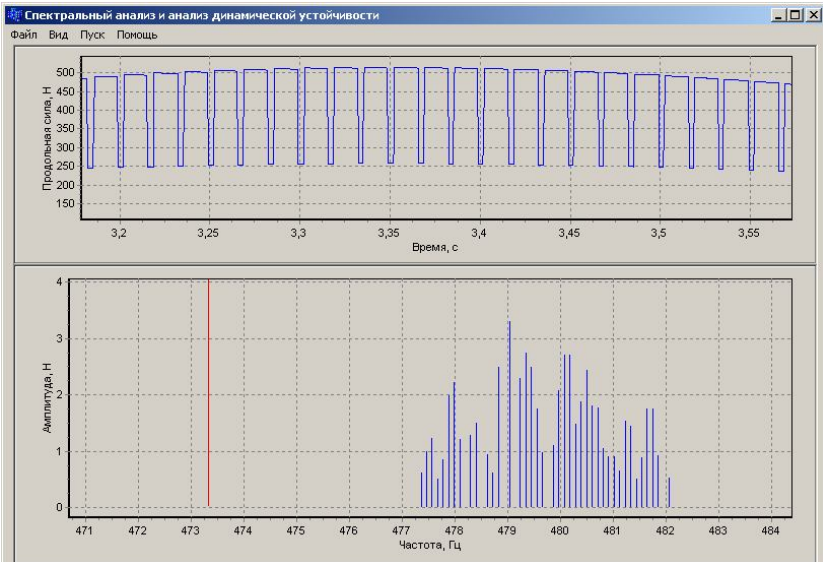 Спектральный анализ и анализ динамической устойчивости
Файл Вид Пуск Помощь
Продольная сила, Н
500
450
400
350
300
250
200
150
3,2 3,25 3,3 3,35 3,4 3,45 3,5 3,55
Время, с
Амплитуда, Н
4
3
2
1
0
471 472 473 474 475 476 477 478 479 480 481 482 483 484
Частота, Гц